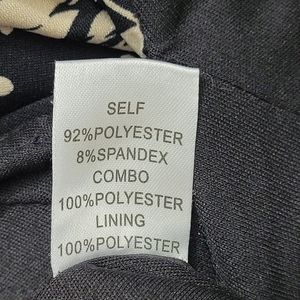 SELF
92%POLYESTER
8%SPANDEX
COMBO
100%POLYESTER
LINING
100%POLYESTER